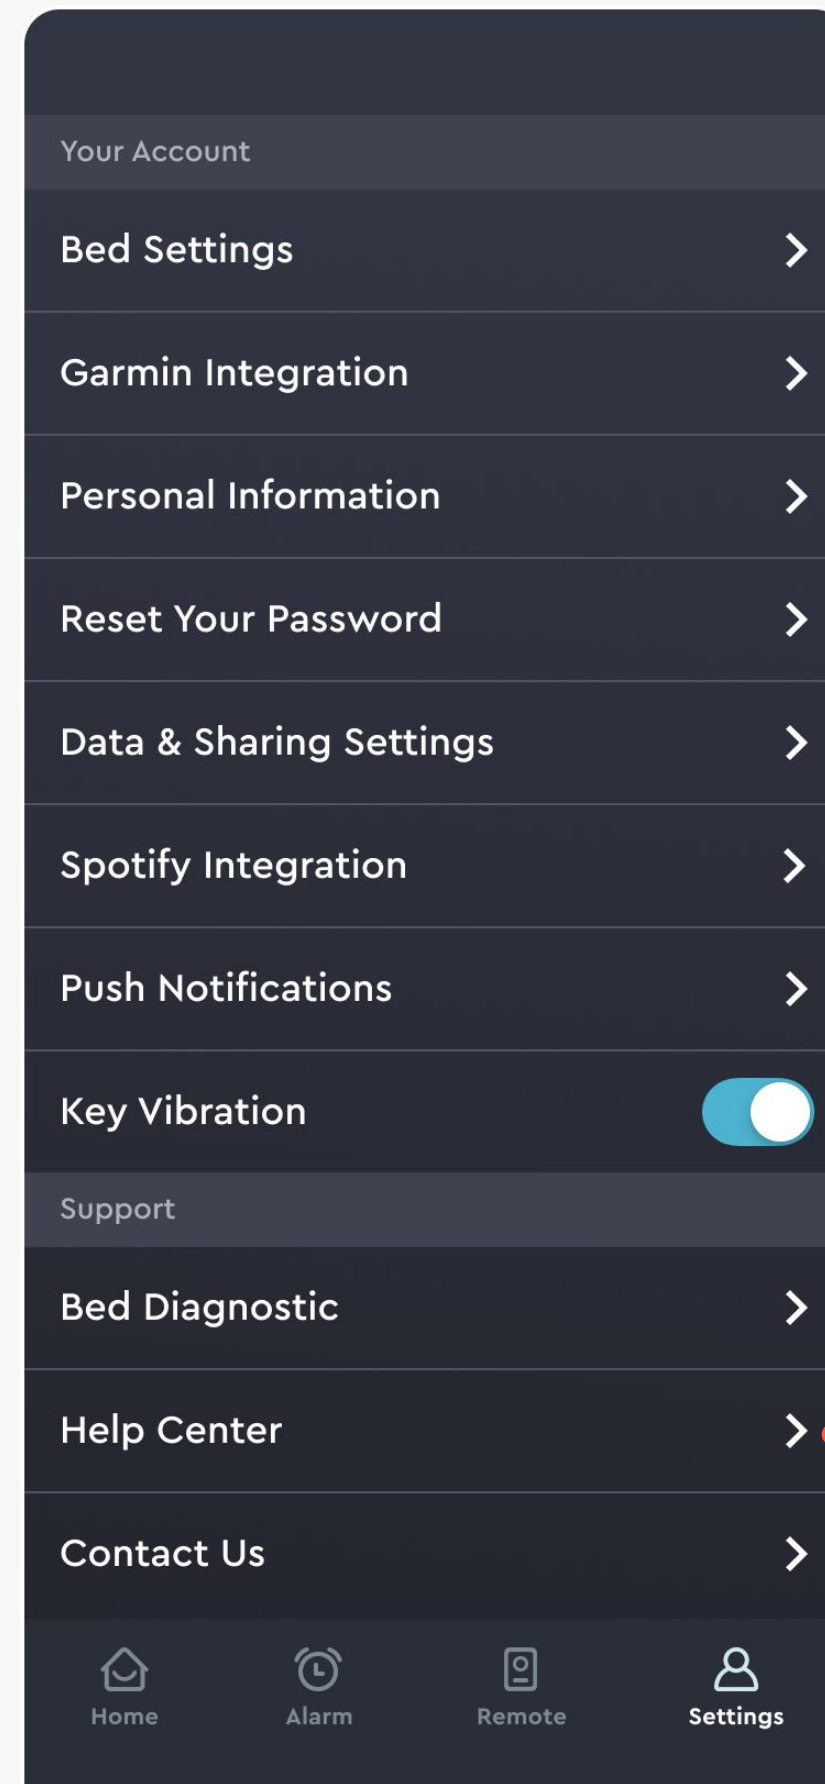 Your Account
Bed Settings
Garmin Integration
Personal Information
Reset Your Password
Data & Sharing Settings
Spotify Integration
Push Notifications
Key Vibration
Support
Bed Diagnostic
Help Center
Contact Us
Home Alarm Remote Settings